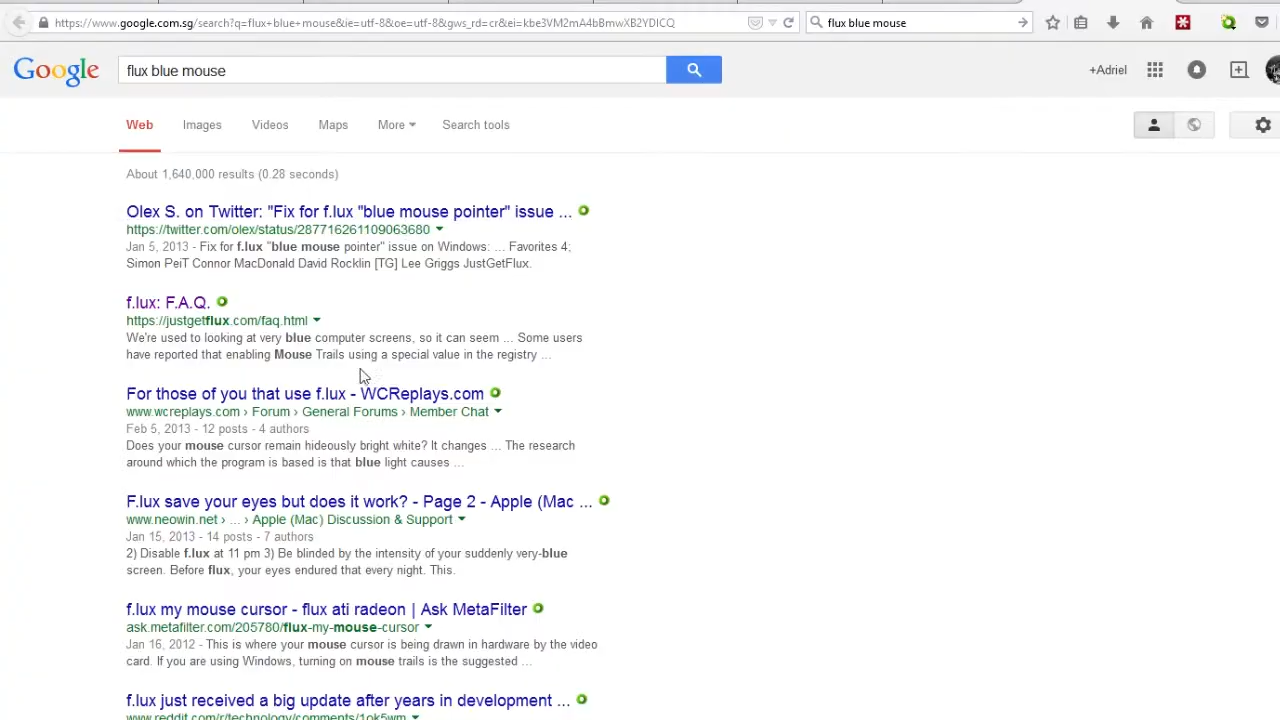 https://www.google.com.sg/search?q=flux+blue+mouse&ie=utf-8&oe=utf-8&gws_rd=cr&ei=kbe3VM2mA4bBmwXB2YDICQ
flux blue mouse
Google
flux blue mouse
+Adriel
Web
Images
Videos
Maps
More
Search tools
About 1,640,000 results (0.28 seconds)
Olex S. on Twitter: "Fix for f.lux "blue mouse pointer" issue ...
https://twitter.com/olex/status/287716261109063680
Jan 5, 2013 - Fix for f.lux "blue mouse pointer" issue on Windows: ... Favorites 4;
Simon PeiT Connor MacDonald David Rocklin [TG] Lee Griggs JustGetFlux.
f.lux: F.A.Q.
https://justgetflux.com/faq.html
We're used to looking at very blue computer screens, so it can seem ... Some users
have reported that enabling Mouse Trails using a special value in the registry ...
For those of you that use f.lux - WCReplays.com
www.wcreplays.com › Forum › General Forums › Member Chat
Feb 5, 2013 - 12 posts - 4 authors
Does your mouse cursor remain hideously bright white? It changes ... The research
around which the program is based is that blue light causes ...
F.lux save your eyes but does it work? - Page 2 - Apple (Mac ...
www.neowin.net › ... › Apple (Mac) Discussion & Support
Jan 15, 2013 - 14 posts - 7 authors
2) Disable f.lux at 11 pm 3) Be blinded by the intensity of your suddenly very-blue
screen. Before flux, your eyes endured that every night. This.
f.lux my mouse cursor - flux ati radeon | Ask MetaFilter
ask.metafilter.com/205780/flux-my-mouse-cursor
Jan 16, 2012 - This is where your mouse cursor is being drawn in hardware by the video
card. If you are using Windows, turning on mouse trails is the suggested ...
f.lux just received a big update after years in development ...
www.reddit.com/r/technology/comments/1ok5wm